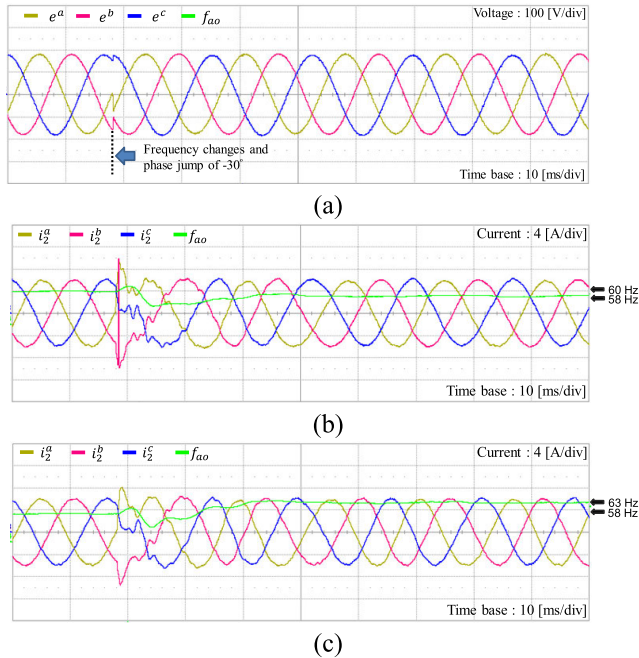 e^a e^b e^c f_ao Voltage : 100 [V/div]
Frequency changes and
phase jump of -30°
Time base : 10 [ms/div]
(a)
i_2^a i_2^b i_2^c f_ao Current : 4 [A/div]
60 Hz
58 Hz
Time base : 10 [ms/div]
(b)
i_2^a i_2^b i_2^c f_ao Current : 4 [A/div]
63 Hz
58 Hz
Time base : 10 [ms/div]
(c)